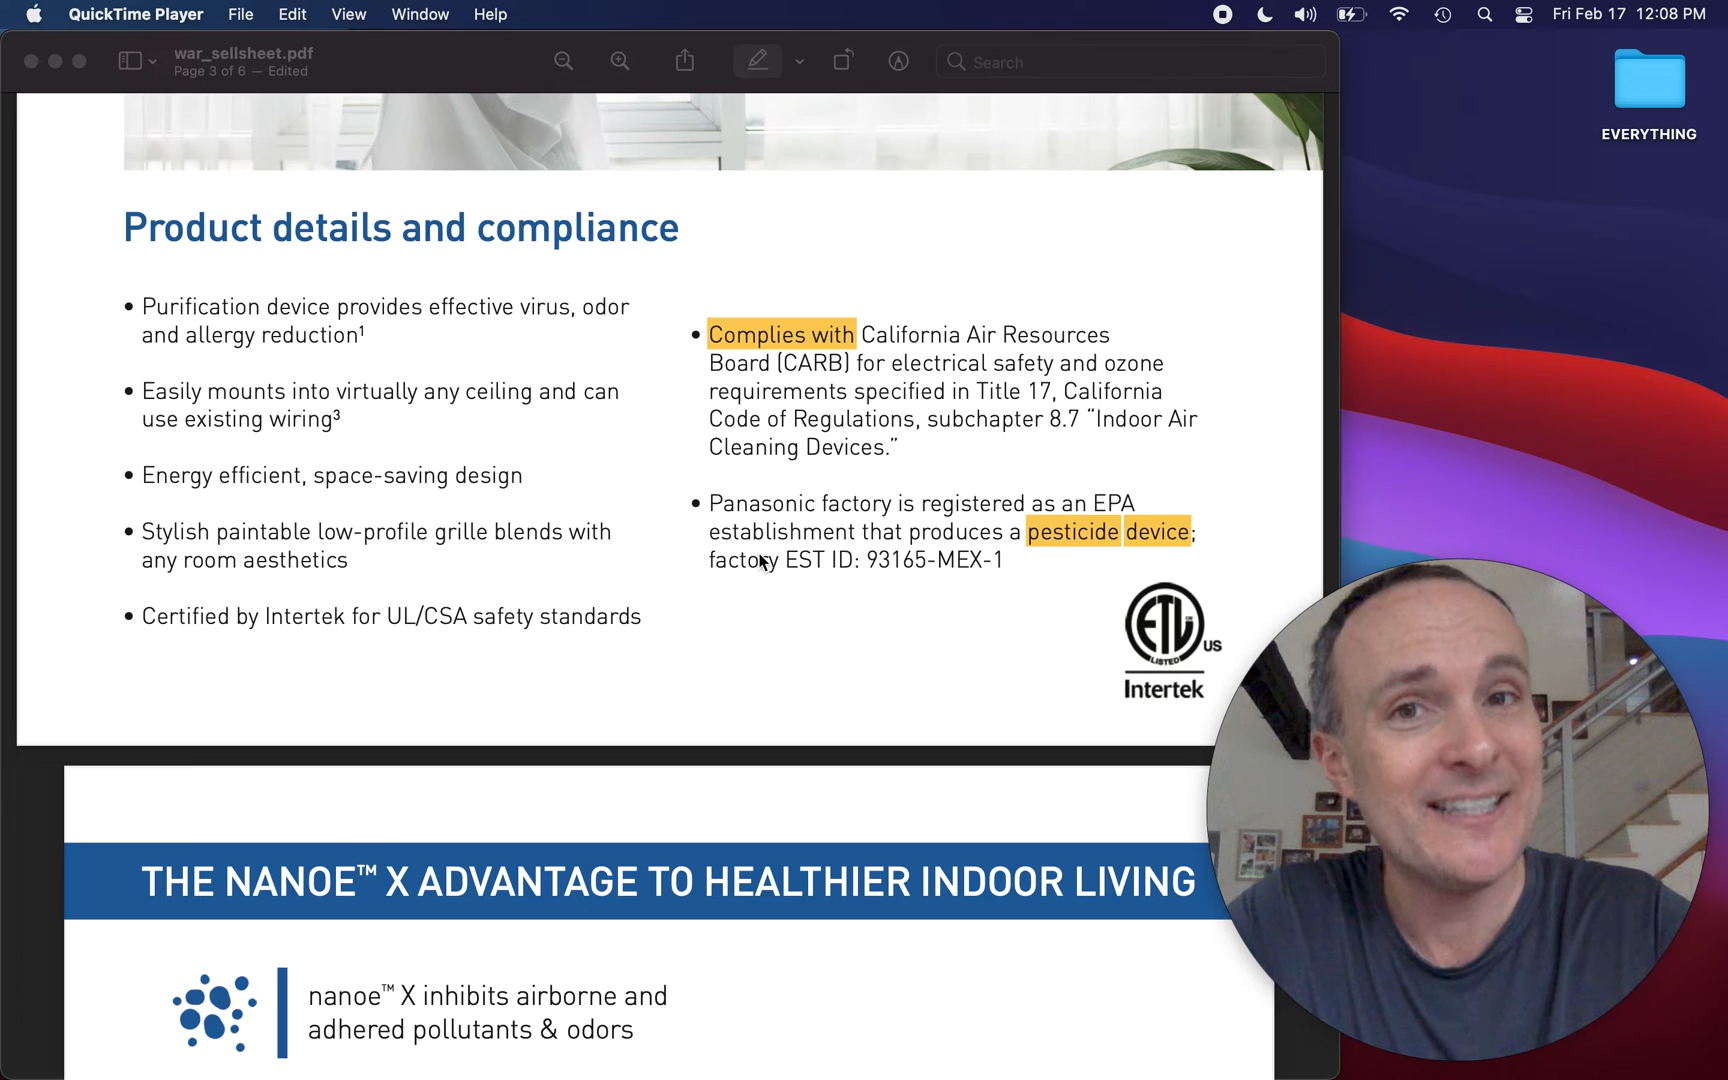 QuickTime Player File Edit View Window Help Fri Feb 17 12:08 PM
war_sellsheet.pdf
Page 3 of 6 — Edited
Search
EVERYTHING
Product details and compliance
• Purification device provides effective virus, odor
and allergy reduction¹
• Easily mounts into virtually any ceiling and can
use existing wiring³
• Energy efficient, space-saving design
• Stylish paintable low-profile grille blends with
any room aesthetics
• Certified by Intertek for UL/CSA safety standards
• Complies with California Air Resources
Board (CARB) for electrical safety and ozone
requirements specified in Title 17, California
Code of Regulations, subchapter 8.7 “Indoor Air
Cleaning Devices.”
• Panasonic factory is registered as an EPA
establishment that produces a pesticide device;
factory EST ID: 93165-MEX-1
ETL
LISTED
US
Intertek
THE NANOE™ X ADVANTAGE TO HEALTHIER INDOOR LIVING
nanoe™ X inhibits airborne and
adhered pollutants & odors